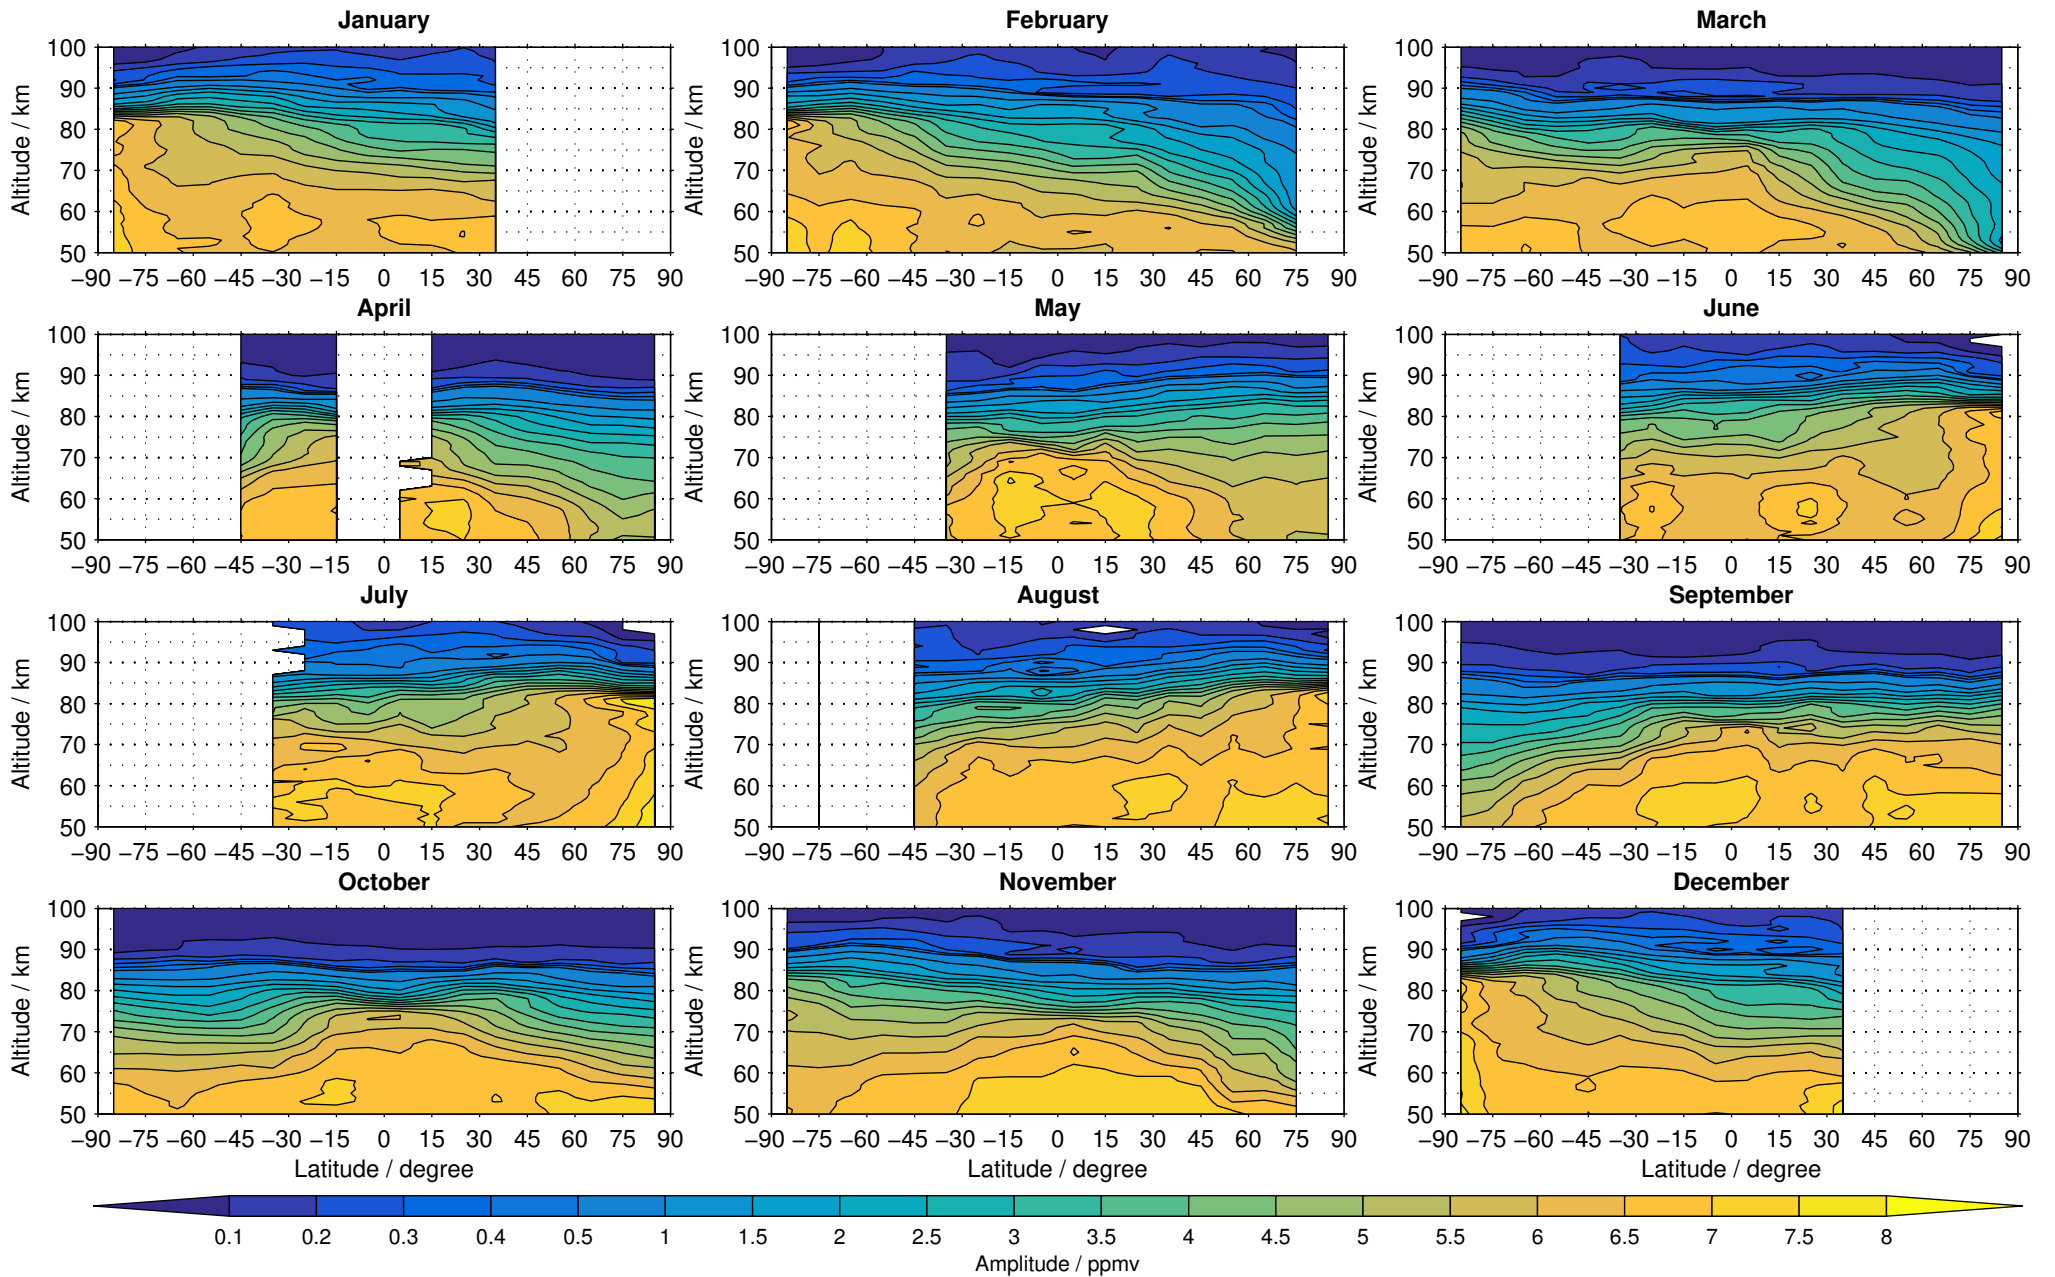 January February March
100 100 100
90 90 90
80 80 80
70 70 70
60 60 60
50 50 50
Altitude / km Altitude / km Altitude / km
−90 −75 −60 −45 −30 −15 0 15 30 45 60 75 90 −90 −75 −60 −45 −30 −15 0 15 30 45 60 75 90 −90 −75 −60 −45 −30 −15 0 15 30 45 60 75 90
April May June
100 100 100
90 90 90
80 80 80
70 70 70
60 60 60
50 50 50
Altitude / km Altitude / km Altitude / km
−90 −75 −60 −45 −30 −15 0 15 30 45 60 75 90 −90 −75 −60 −45 −30 −15 0 15 30 45 60 75 90 −90 −75 −60 −45 −30 −15 0 15 30 45 60 75 90
July August September
100 100 100
90 90 90
80 80 80
70 70 70
60 60 60
50 50 50
Altitude / km Altitude / km Altitude / km
−90 −75 −60 −45 −30 −15 0 15 30 45 60 75 90 −90 −75 −60 −45 −30 −15 0 15 30 45 60 75 90 −90 −75 −60 −45 −30 −15 0 15 30 45 60 75 90
October November December
100 100 100
90 90 90
80 80 80
70 70 70
60 60 60
50 50 50
Altitude / km Altitude / km Altitude / km
−90 −75 −60 −45 −30 −15 0 15 30 45 60 75 90 −90 −75 −60 −45 −30 −15 0 15 30 45 60 75 90 −90 −75 −60 −45 −30 −15 0 15 30 45 60 75 90
Latitude / degree Latitude / degree Latitude / degree
0.1 0.2 0.3 0.4 0.5 1 1.5 2 2.5 3 3.5 4 4.5 5 5.5 6 6.5 7 7.5 8
Amplitude / ppmv